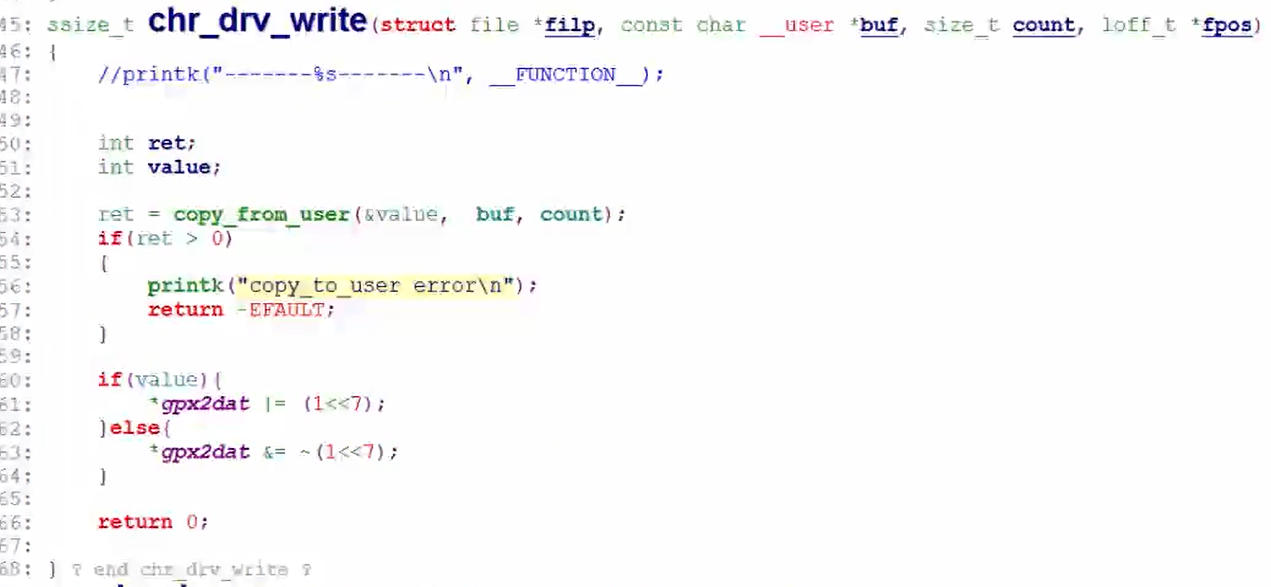 45: ssize_t chr_drv_write(struct file *filp, const char __user *buf, size_t count, loff_t *fpos)
46: {
47: //printk("-------%s-------\n", __FUNCTION__);
48:
49:
50: int ret;
51: int value;
52:
53: ret = copy_from_user(&value, buf, count);
54: if(ret > 0)
55: {
56: printk("copy_to_user error\n");
57: return -EFAULT;
58: }
59:
60: if(value){
61: *gpx2dat |= (1<<7);
62: }else{
63: *gpx2dat &= ~(1<<7);
64: }
65:
66: return 0;
67:
68: } ? end chr_drv_write ?